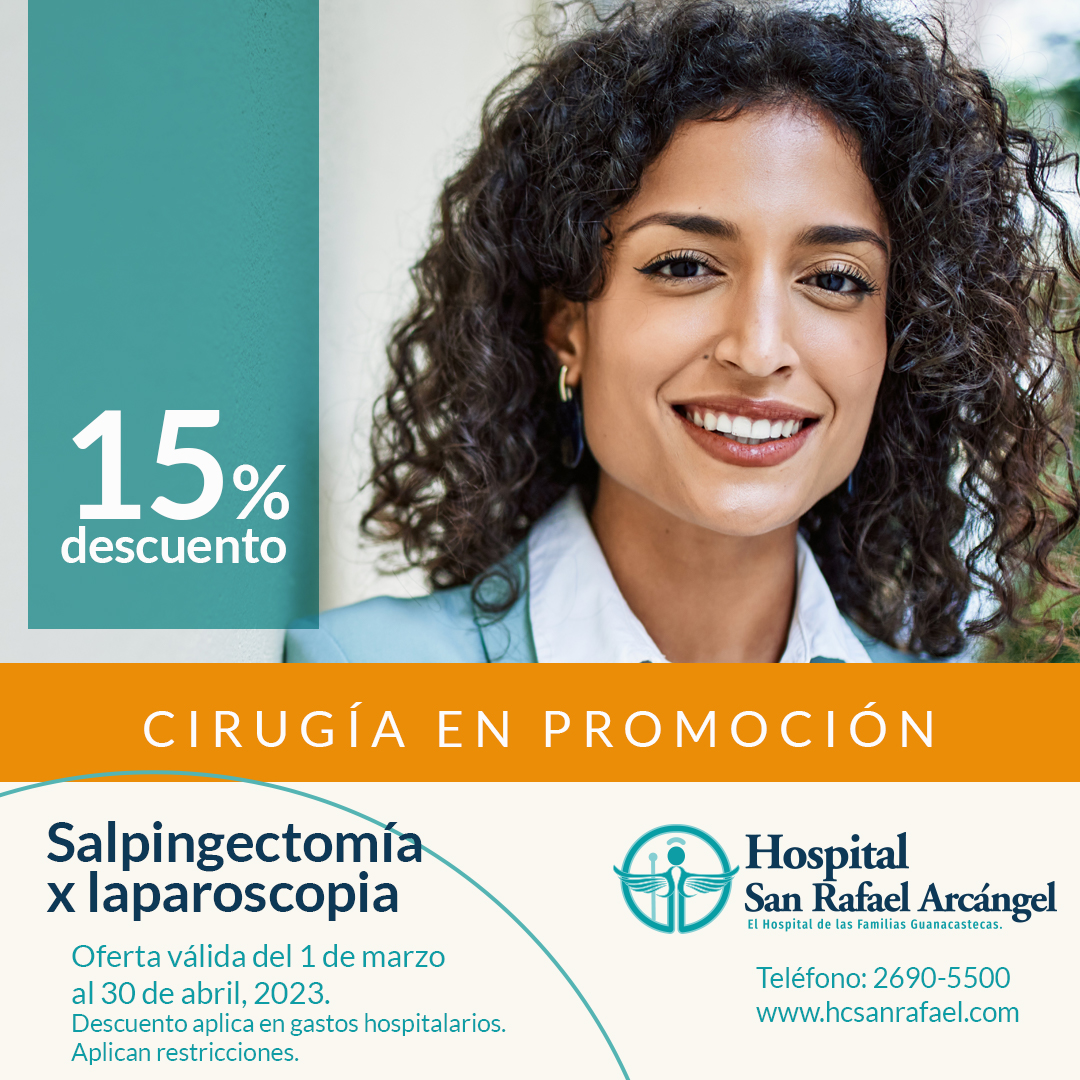 15%
descuento
CIRUGÍA EN PROMOCIÓN
Salpingectomía
x laparoscopia
Oferta válida del 1 de marzo
al 30 de abril, 2023.
Descuento aplica en gastos hospitalarios.
Aplican restricciones.
Hospital
San Rafael Arcángel
El Hospital de las Familias Guanacastecas.
Teléfono: 2690-5500
www.hcsanrafael.com